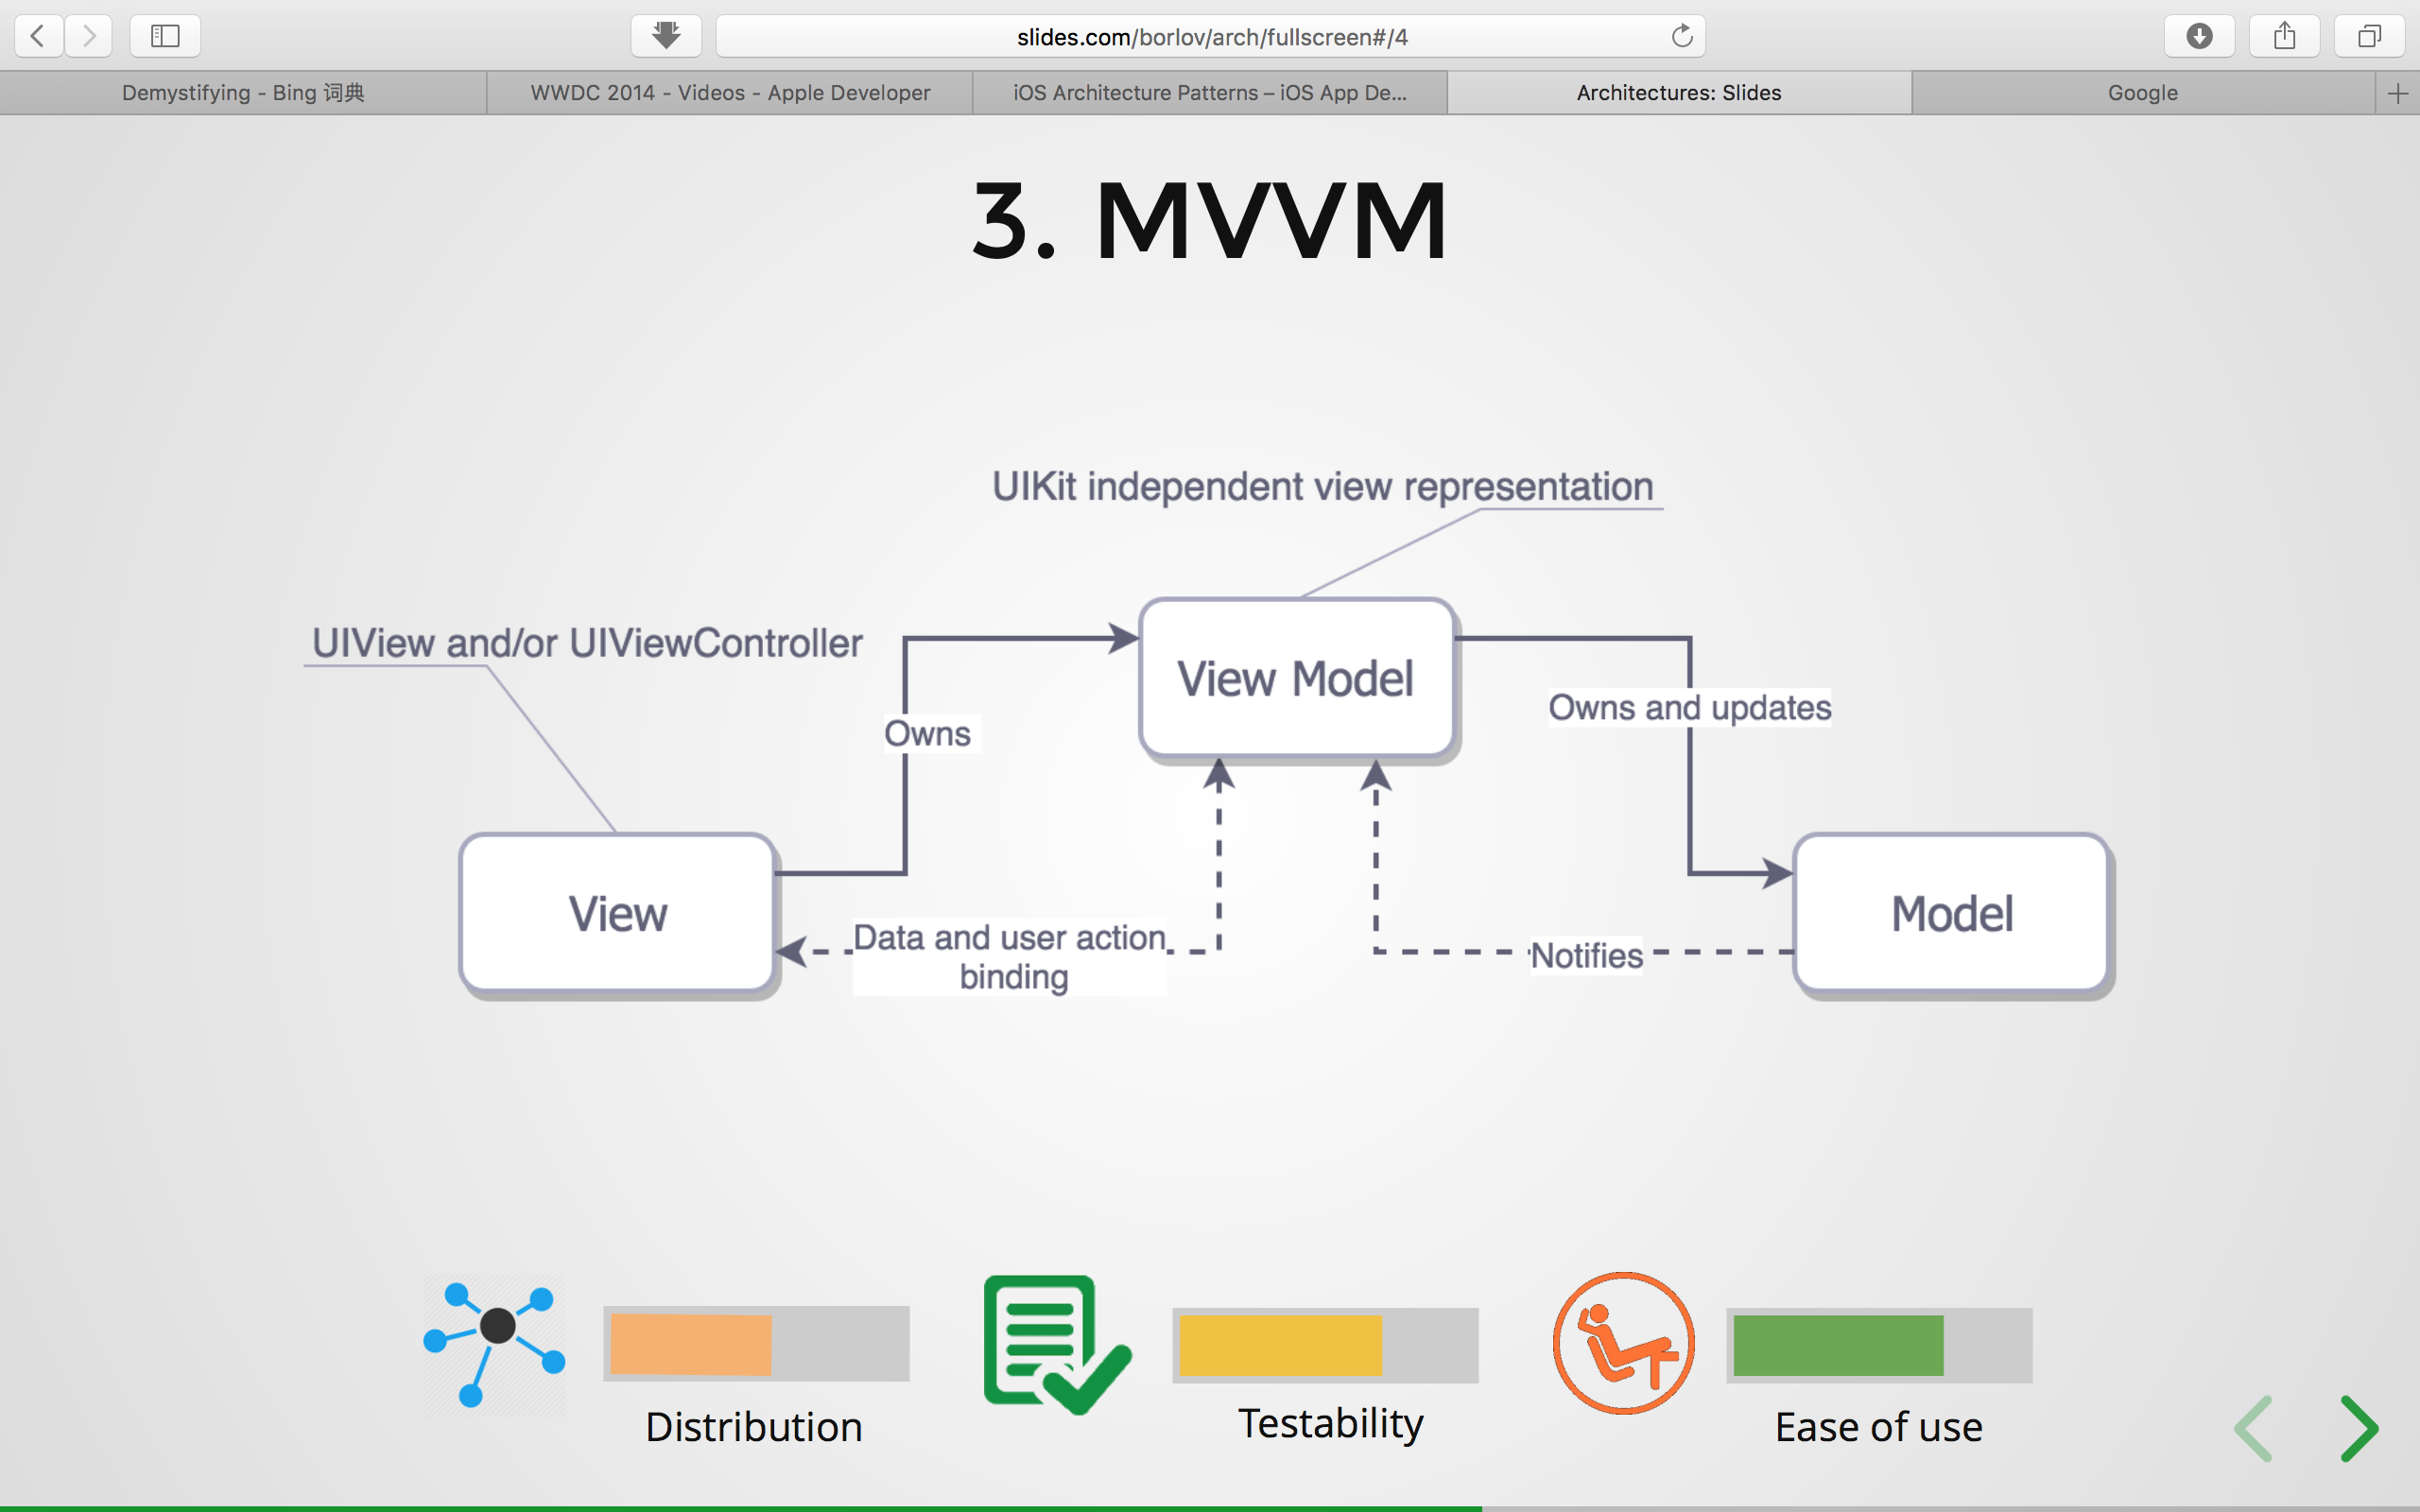 slides.com/borlov/arch/fullscreen#/4
Demystifying - Bing 词典
WWDC 2014 - Videos - Apple Developer
iOS Architecture Patterns – iOS App De...
Architectures: Slides
Google
3. MVVM
UIKit independent view representation
UIView and/or UIViewController
View Model
Owns and updates
Owns
View
Model
Data and user action
binding
Notifies
Distribution
Testability
Ease of use